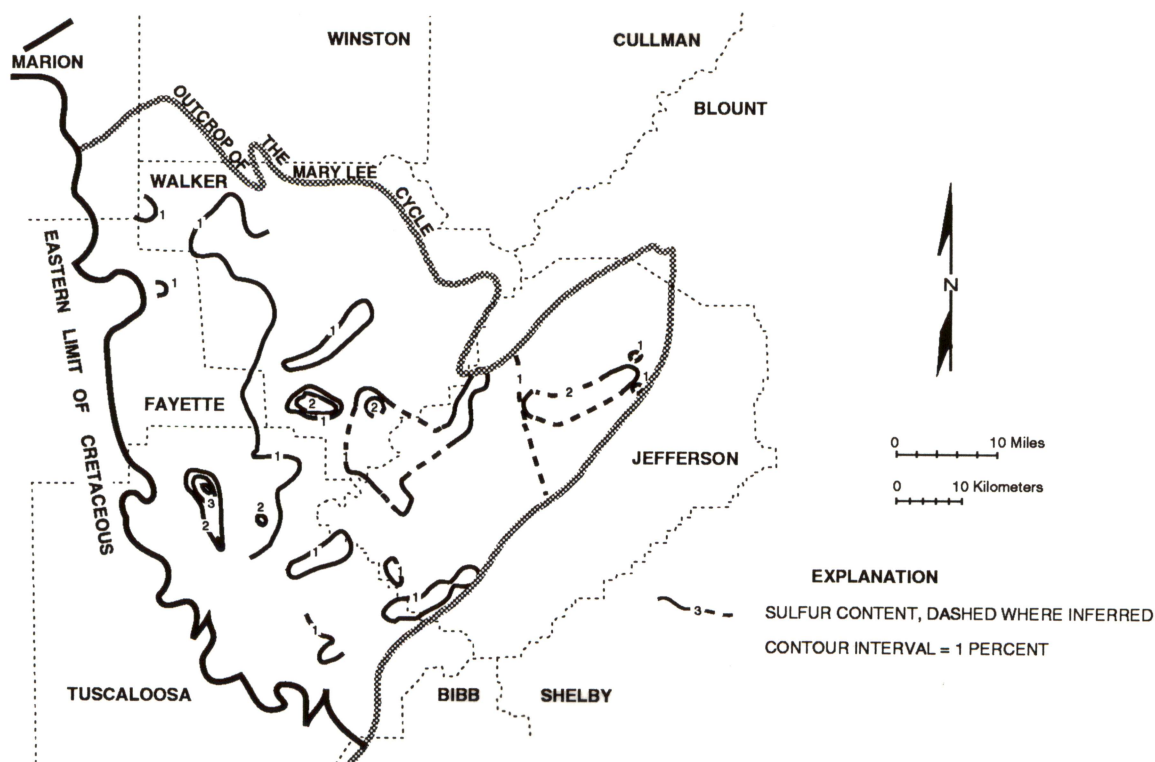 WINSTON
CULLMAN
MARION
BLOUNT
OUTCROP OF THE MARY LEE CYCLE
WALKER
1
1
1
N
EASTERN LIMIT OF CRETACEOUS
1
1
1
1
2
2
2
1
1
FAYETTE
JEFFERSON
0 10 Miles
0 10 Kilometers
1
3
2
2
1
1
1
1
EXPLANATION
3 SULFUR CONTENT, DASHED WHERE INFERRED
CONTOUR INTERVAL = 1 PERCENT
TUSCALOOSA
BIBB
SHELBY